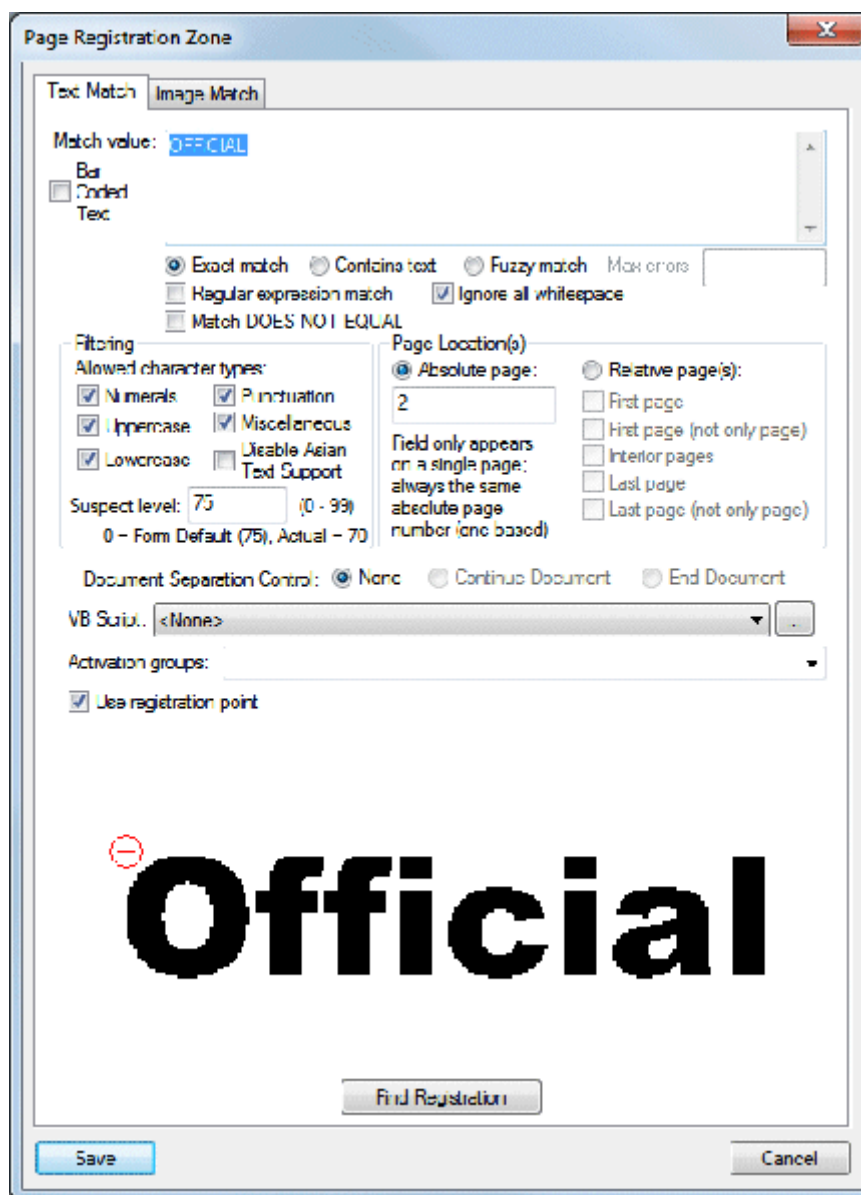 Page Registration Zone
Text Match Image Match
Match value: OFFICIAL
Bar
Coded
Text
Exact match Contains text Fuzzy match Max errors
Regular expression match Ignore all whitespace
Match DOES NOT EQUAL
Filtering
Allowed character types:
Numerals Punctuation
Uppercase Miscellaneous
Lowercase Disable Asian
Text Support
Suspect level: 75 (0 - 99)
0 = Form Default (75), Actual = 70
Page Location(s)
Absolute page: Relative page(s):
2
First page
First page (not only page)
Interior pages
Last page
Last page (not only page)
Field only appears
on a single page;
always the same
absolute page
number (one based)
Document Separation Control: None Continue Document End Document
VB Script: <None> ...
Activation groups:
Use registration point
Official
Find Registration
Save Cancel